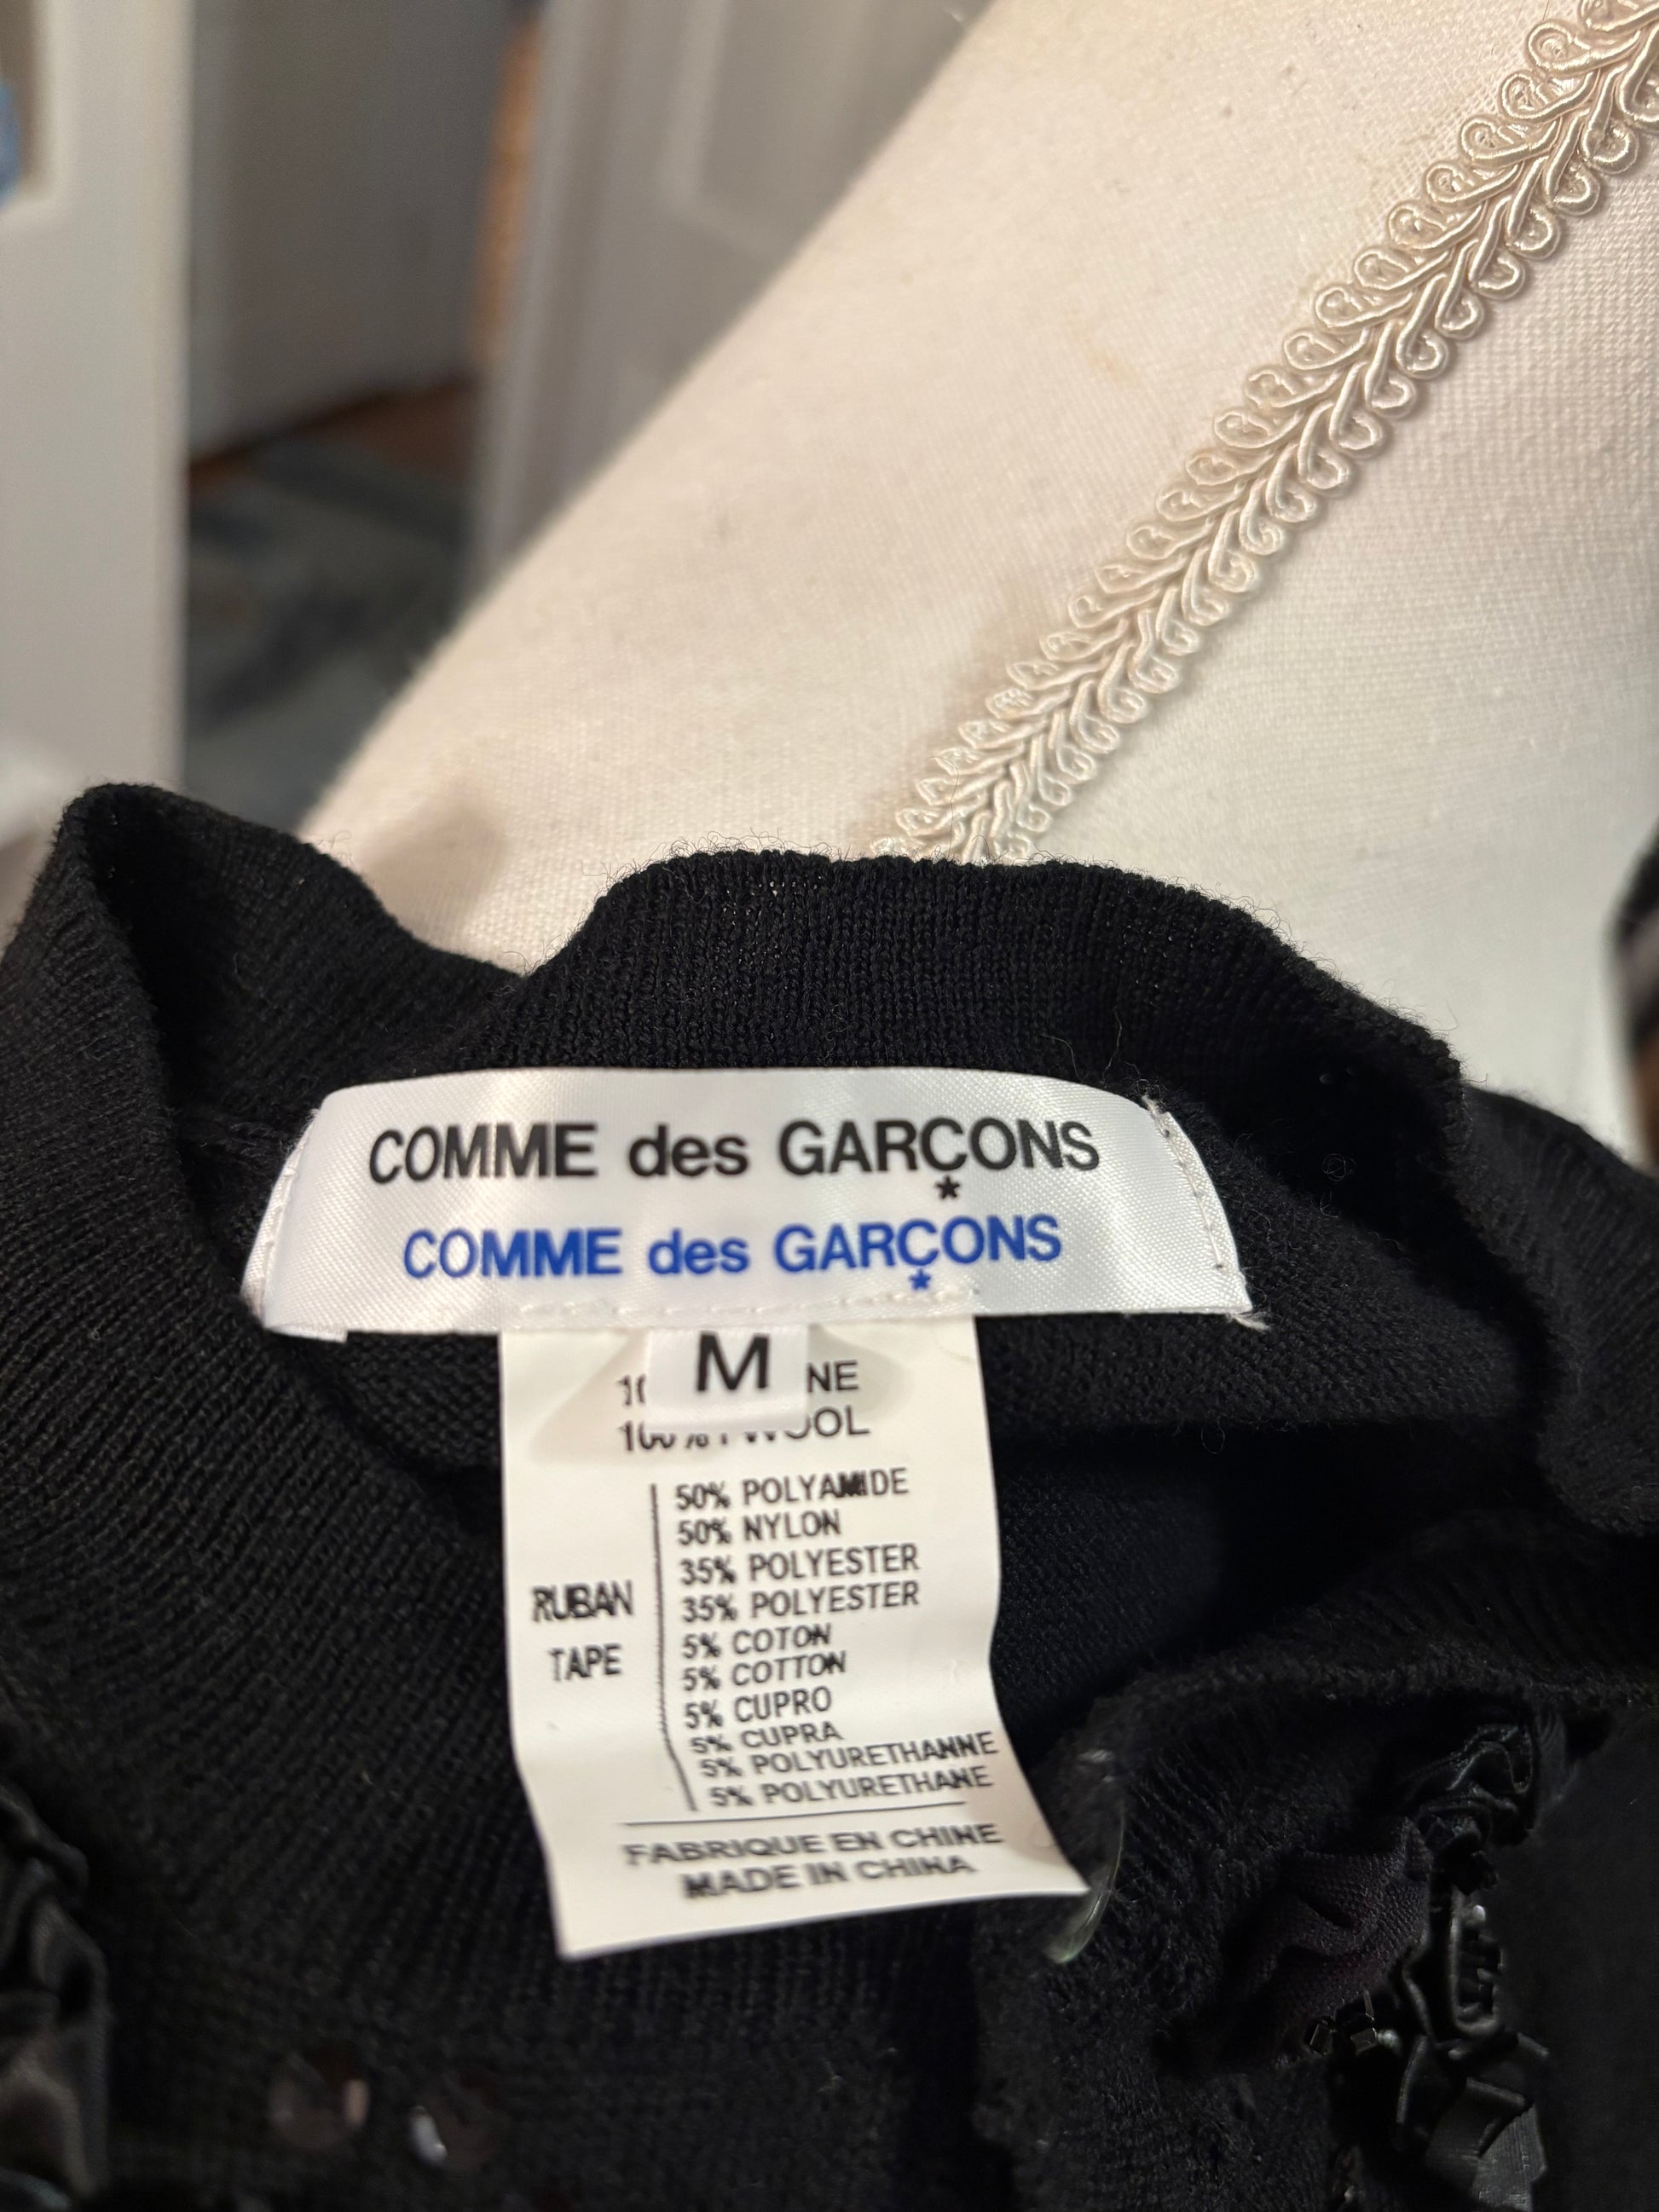 COMME des GARÇONS
*
COMME des GARÇONS
*
M
NE
OOL
50% POLYAMIDE
50% NYLON
35% POLYESTER
35% POLYESTER
RUBAN
TAPE
5% COTON
5% COTTON
5% CUPRO
5% CUPRA
5% POLYURETHANNE
5% POLYURETHANE
FABRIQUE EN CHINE
MADE IN CHINA